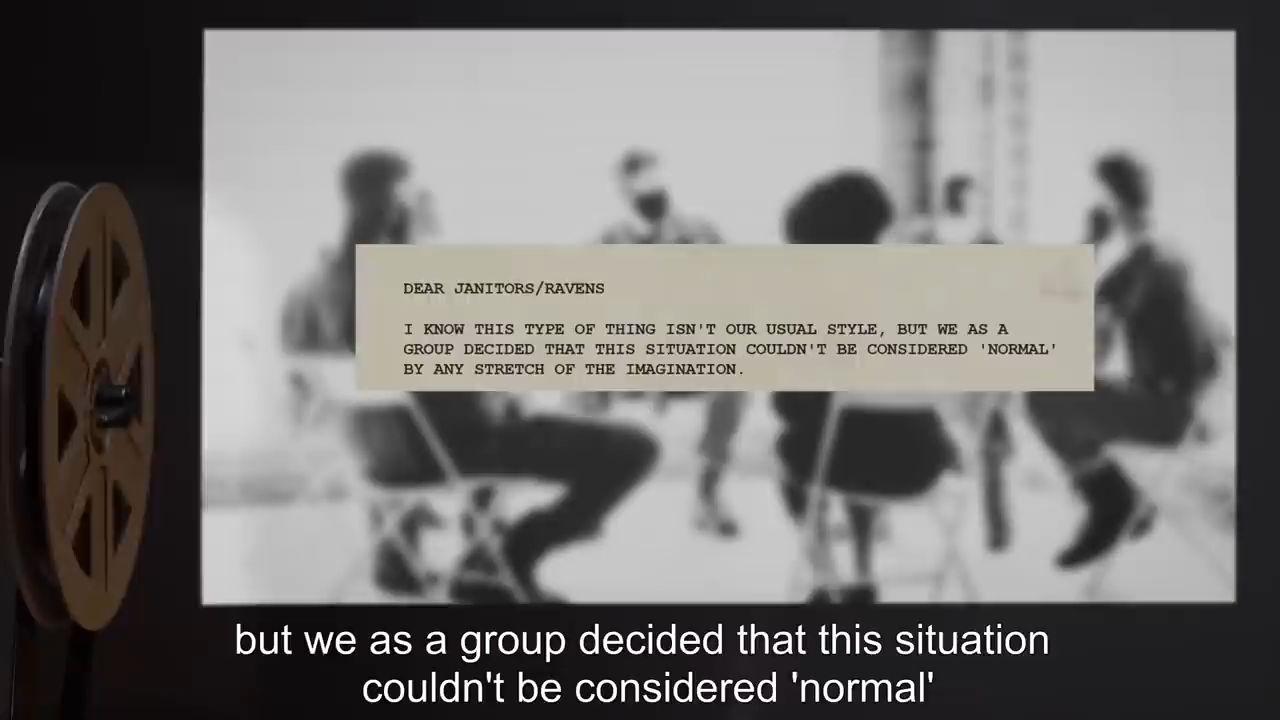 DEAR JANITORS/RAVENS
I KNOW THIS TYPE OF THING ISN'T OUR USUAL STYLE, BUT WE AS A
GROUP DECIDED THAT THIS SITUATION COULDN'T BE CONSIDERED 'NORMAL'
BY ANY STRETCH OF THE IMAGINATION.
but we as a group decided that this situation
couldn't be considered 'normal'